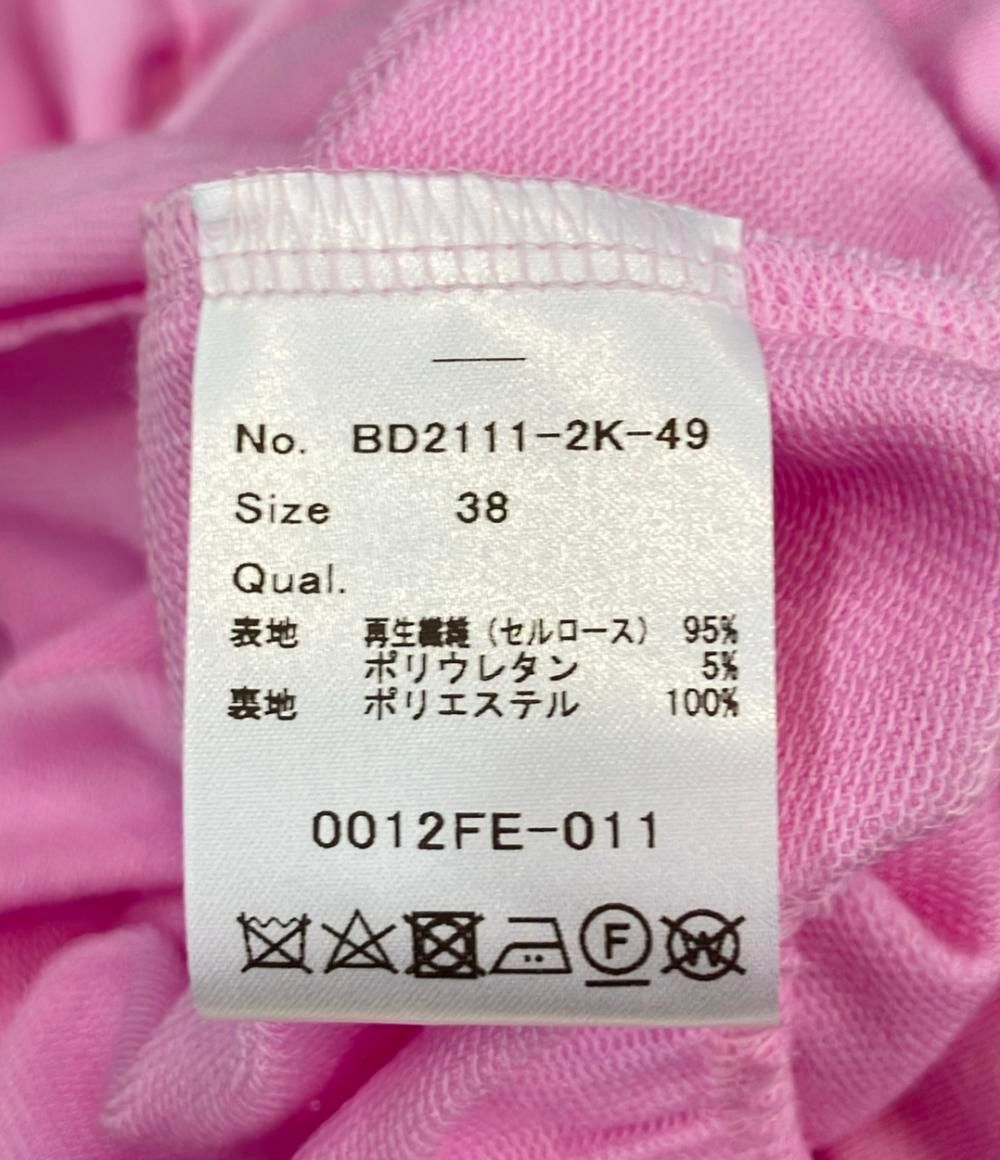 No. BD2111-2K-49
Size 38
Qual.
表地 再生繊維(セルロース) 95%
ポリウレタン 5%
裏地 ポリエステル 100%
0012FE-011
F W